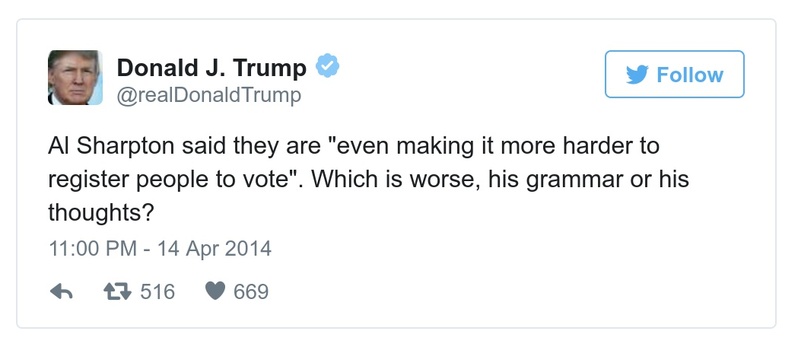 Donald J. Trump
@realDonaldTrump
Follow
Al Sharpton said they are "even making it more harder to
register people to vote". Which is worse, his grammar or his
thoughts?
11:00 PM - 14 Apr 2014
516 669